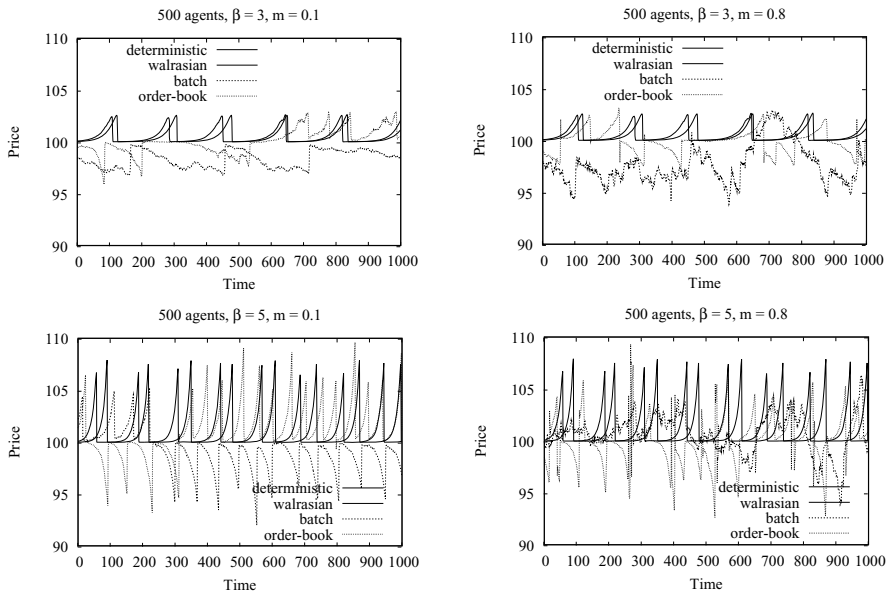 500 agents, β = 3, m = 0.1
110
105
100
95
90
Price
deterministic
walrasian
batch
order-book
0 100 200 300 400 500 600 700 800 900 1000
Time
500 agents, β = 3, m = 0.8
110
105
100
95
90
Price
deterministic
walrasian
batch
order-book
0 100 200 300 400 500 600 700 800 900 1000
Time
500 agents, β = 5, m = 0.1
110
105
100
95
90
Price
deterministic
walrasian
batch
order-book
0 100 200 300 400 500 600 700 800 900 1000
Time
500 agents, β = 5, m = 0.8
110
105
100
95
90
Price
deterministic
walrasian
batch
order-book
0 100 200 300 400 500 600 700 800 900 1000
Time